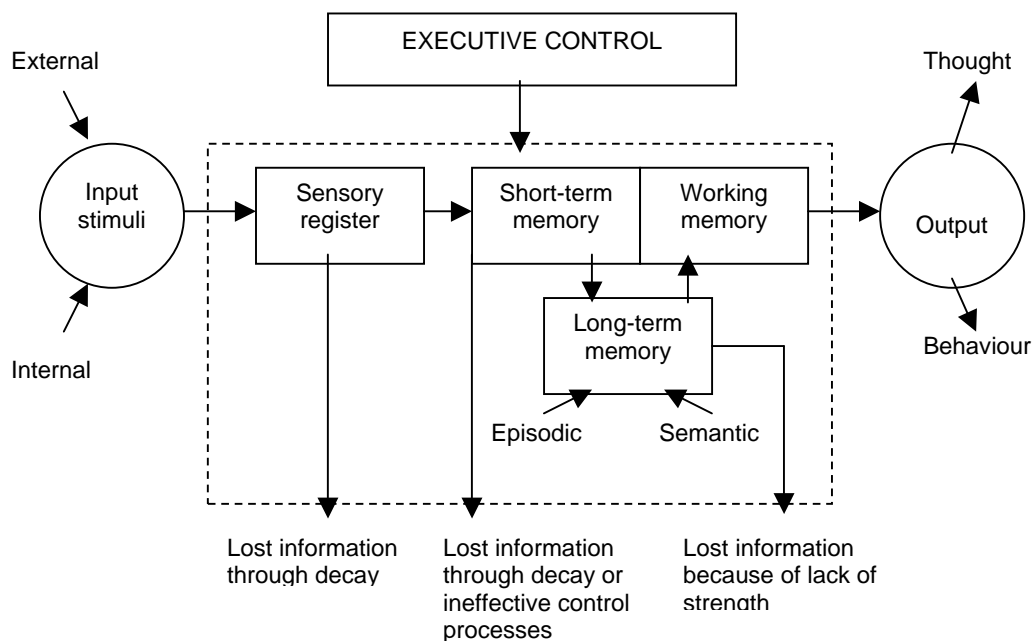 EXECUTIVE CONTROL
External
Thought
Input
stimuli
Sensory
register
Short-term
memory
Working
memory
Output
Long-term
memory
Internal
Behaviour
Episodic
Semantic
Lost information
through decay
Lost information
through decay or
ineffective control
processes
Lost information
because of lack of
strength